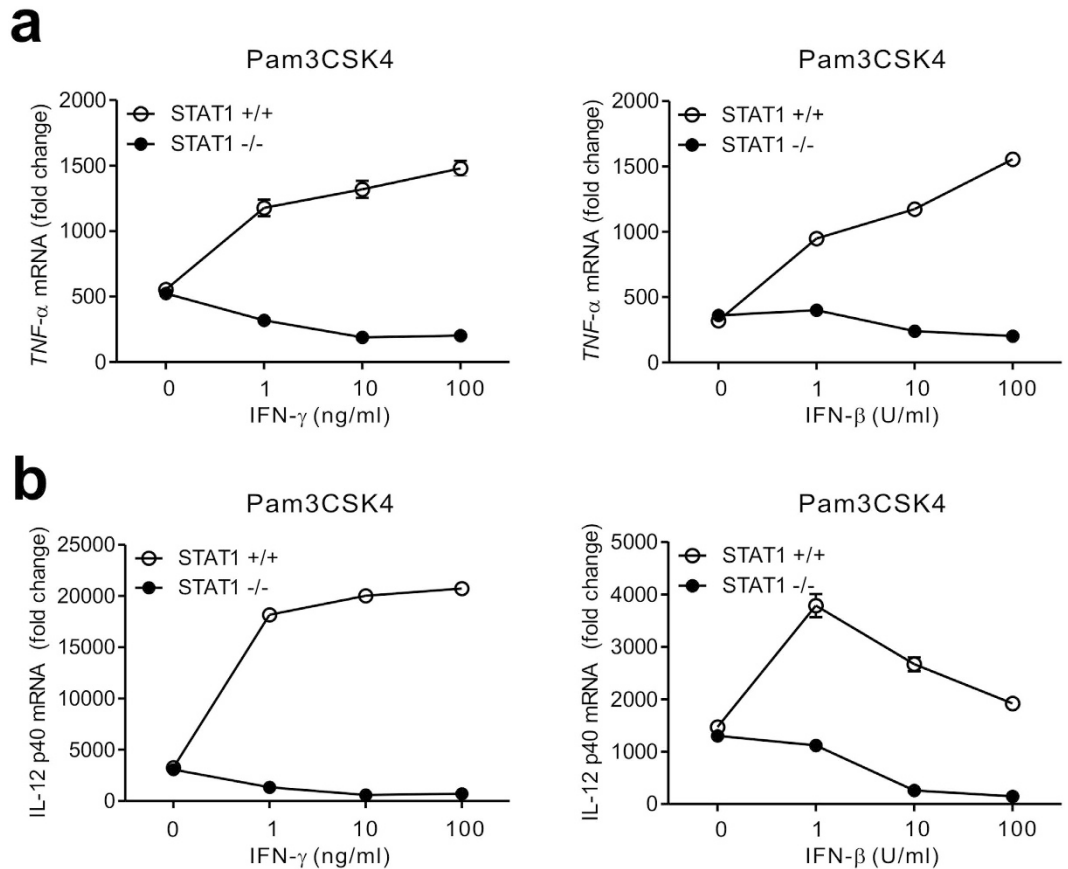 a
Pam3CSK4
TNF-α mRNA (fold change)
2000
1500
1000
500
0
STAT1 +/+
STAT1 -/-
0 1 10 100
IFN-γ (ng/ml)
Pam3CSK4
TNF-α mRNA (fold change)
2000
1500
1000
500
0
STAT1 +/+
STAT1 -/-
0 1 10 100
IFN-β (U/ml)
b
Pam3CSK4
IL-12 p40 mRNA (fold change)
25000
20000
15000
10000
5000
0
STAT1 +/+
STAT1 -/-
0 1 10 100
IFN-γ (ng/ml)
Pam3CSK4
IL-12 p40 mRNA (fold change)
5000
4000
3000
2000
1000
0
STAT1 +/+
STAT1 -/-
0 1 10 100
IFN-β (U/ml)